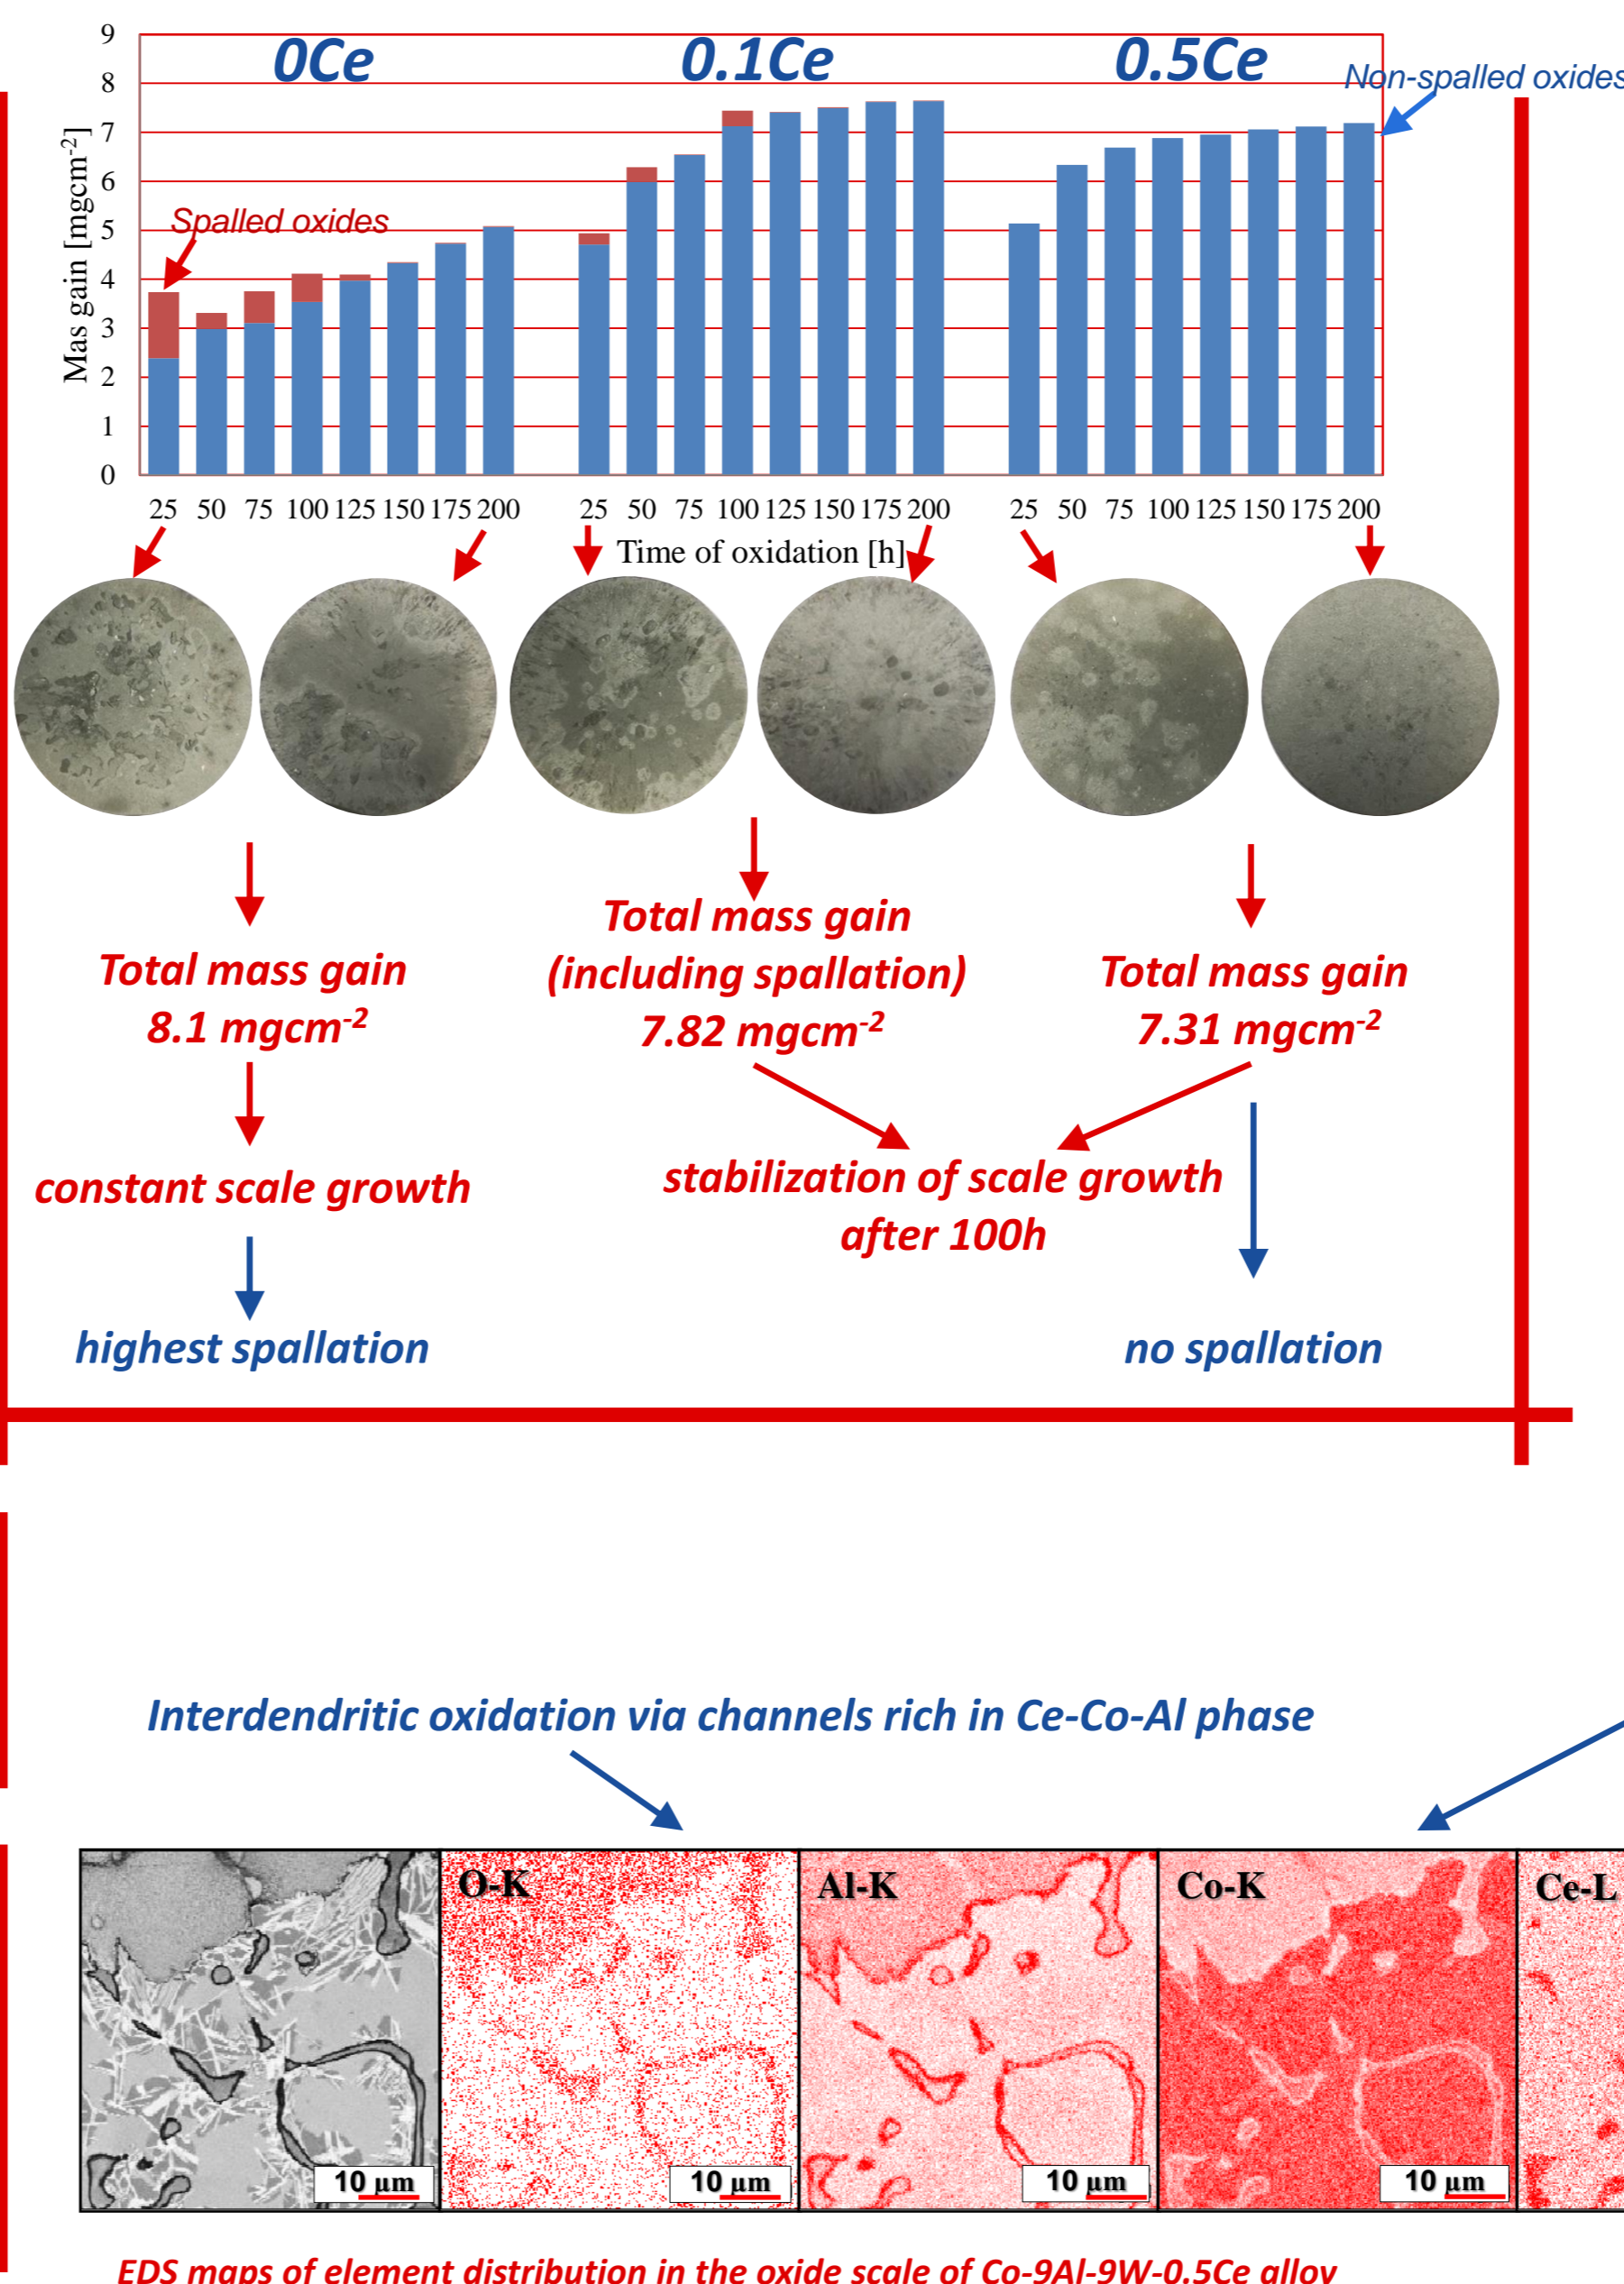 9
0Ce 0.1Ce 0.5Ce
8
Non-spalled oxides
7
6
5
Spalled oxides
4
3
2
1
0
Mas gain [mgcm-2]
25 50 75 100 125 150 175 200 25 50 75 100 125 150 175 200 25 50 75 100 125 150 175 200
Time of oxidation [h]
Total mass gain
8.1 mgcm-2
constant scale growth
highest spallation
Total mass gain
(including spallation)
7.82 mgcm-2
Total mass gain
7.31 mgcm-2
stabilization of scale growth
after 100h
no spallation
Interdendritic oxidation via channels rich in Ce-Co-Al phase
O-K Al-K Co-K Ce-L
10 µm 10 µm 10 µm 10 µm
EDS maps of element distribution in the oxide scale of Co-9Al-9W-0.5Ce alloy